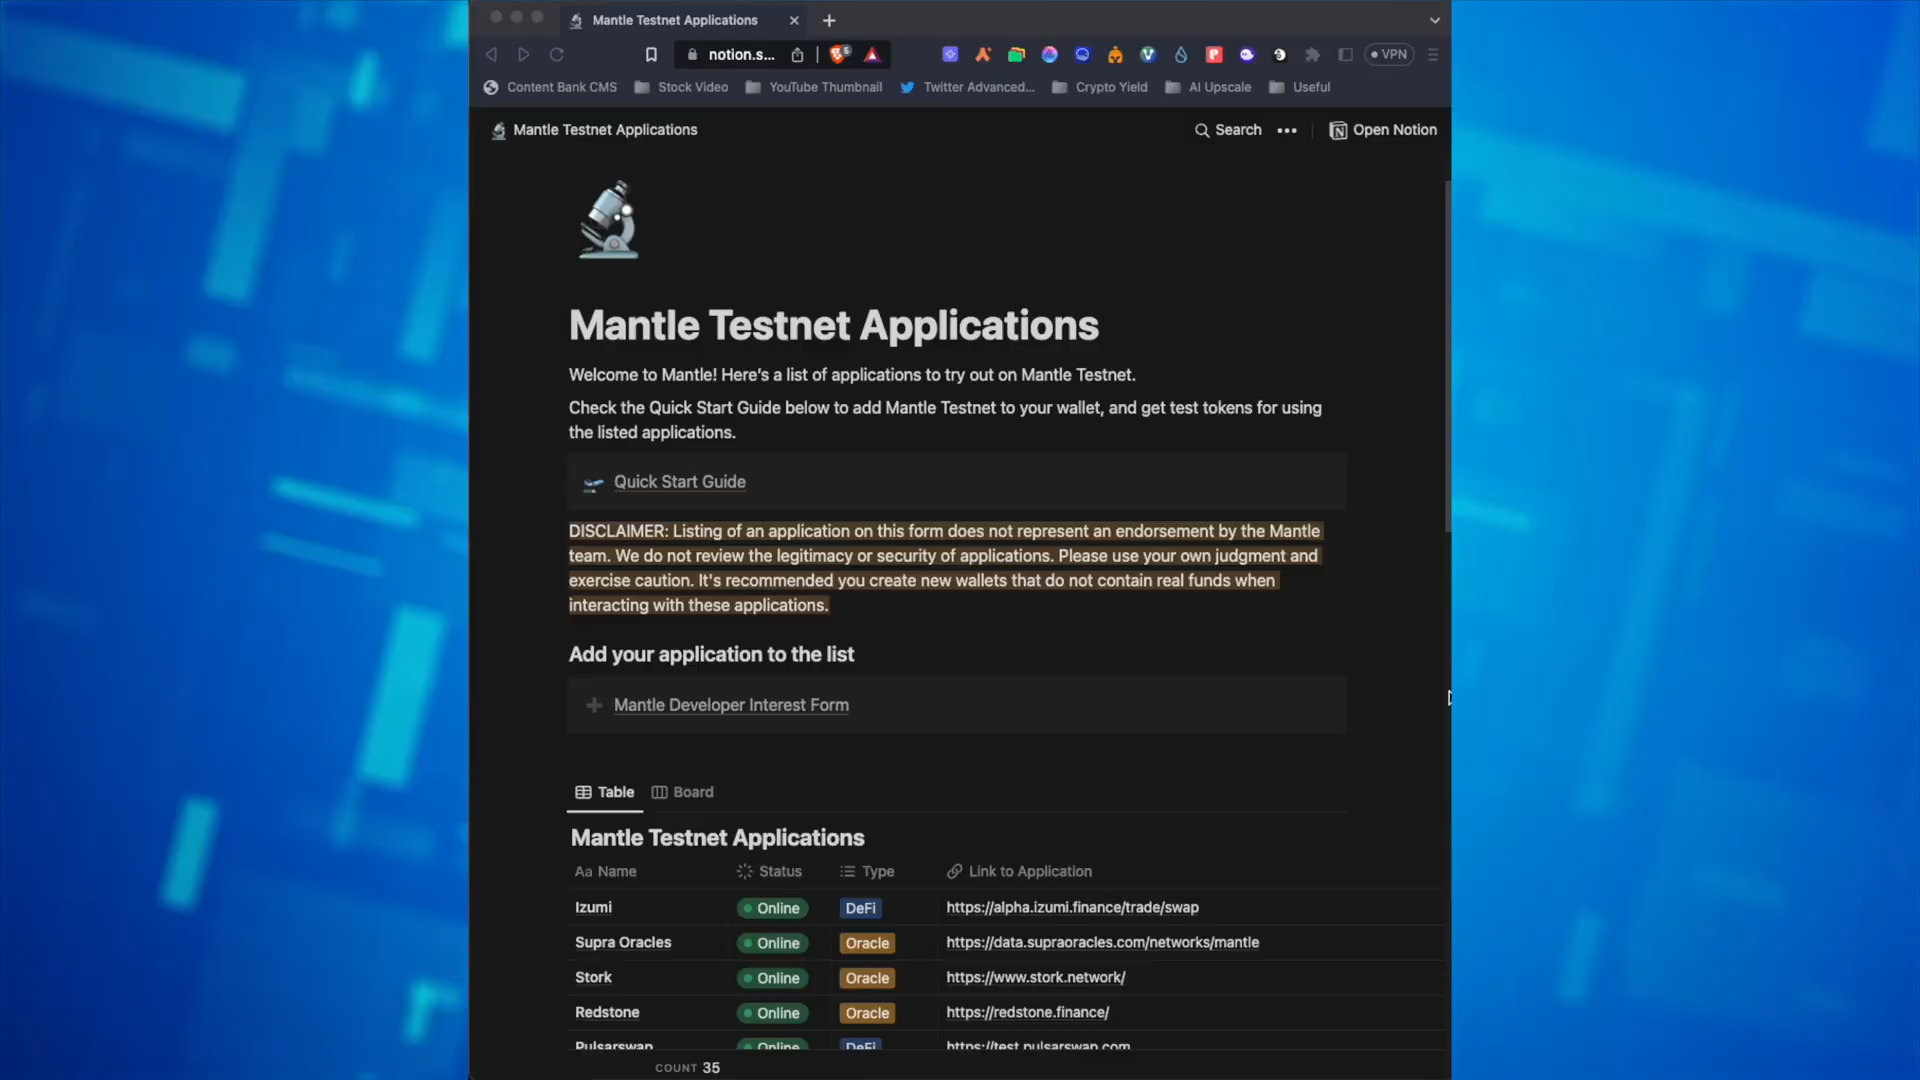 Mantle Testnet Applications
notion.s...
5
VPN
Content Bank CMS
Stock Video
YouTube Thumbnail
Twitter Advanced...
Crypto Yield
AI Upscale
Useful
Mantle Testnet Applications
Search
Open Notion
Mantle Testnet Applications
Welcome to Mantle! Here’s a list of applications to try out on Mantle Testnet.
Check the Quick Start Guide below to add Mantle Testnet to your wallet, and get test tokens for using
the listed applications.
Quick Start Guide
DISCLAIMER: Listing of an application on this form does not represent an endorsement by the Mantle
team. We do not review the legitimacy or security of applications. Please use your own judgment and
exercise caution. It's recommended you create new wallets that do not contain real funds when
interacting with these applications.
Add your application to the list
Mantle Developer Interest Form
Table Board
Mantle Testnet Applications
Aa Name Status Type Link to Application
Izumi Online DeFi https://alpha.izumi.finance/trade/swap
Supra Oracles Online Oracle https://data.supraoracles.com/networks/mantle
Stork Online Oracle https://www.stork.network/
Redstone Online Oracle https://redstone.finance/
Pulsarswap Online DeFi https://test.pulsarswap.com
COUNT 35